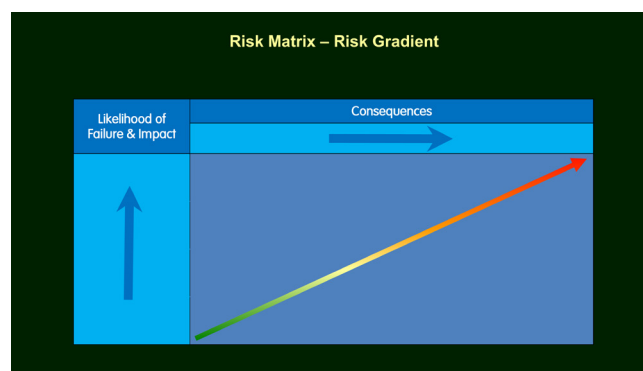 Risk Matrix – Risk Gradient
Likelihood of
Failure & Impact
Consequences